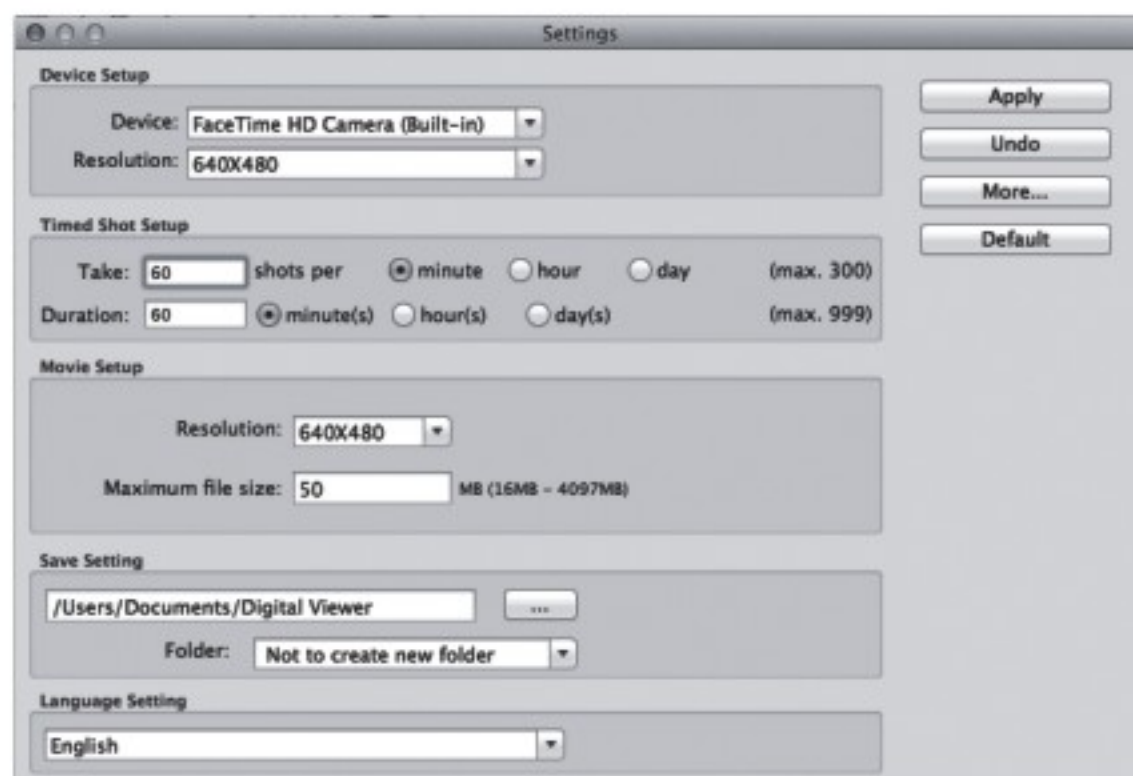 Settings
Device Setup
Apply
Device: FaceTime HD Camera (Built-in)
Undo
Resolution: 640X480
More...
Timed Shot Setup
Default
Take: 60 shots per minute hour day (max. 300)
Duration: 60 minute(s) hour(s) day(s) (max. 999)
Movie Setup
Resolution: 640X480
Maximum file size: 50 MB (16MB - 4097MB)
Save Setting
/Users/Documents/Digital Viewer ...
Folder: Not to create new folder
Language Setting
English